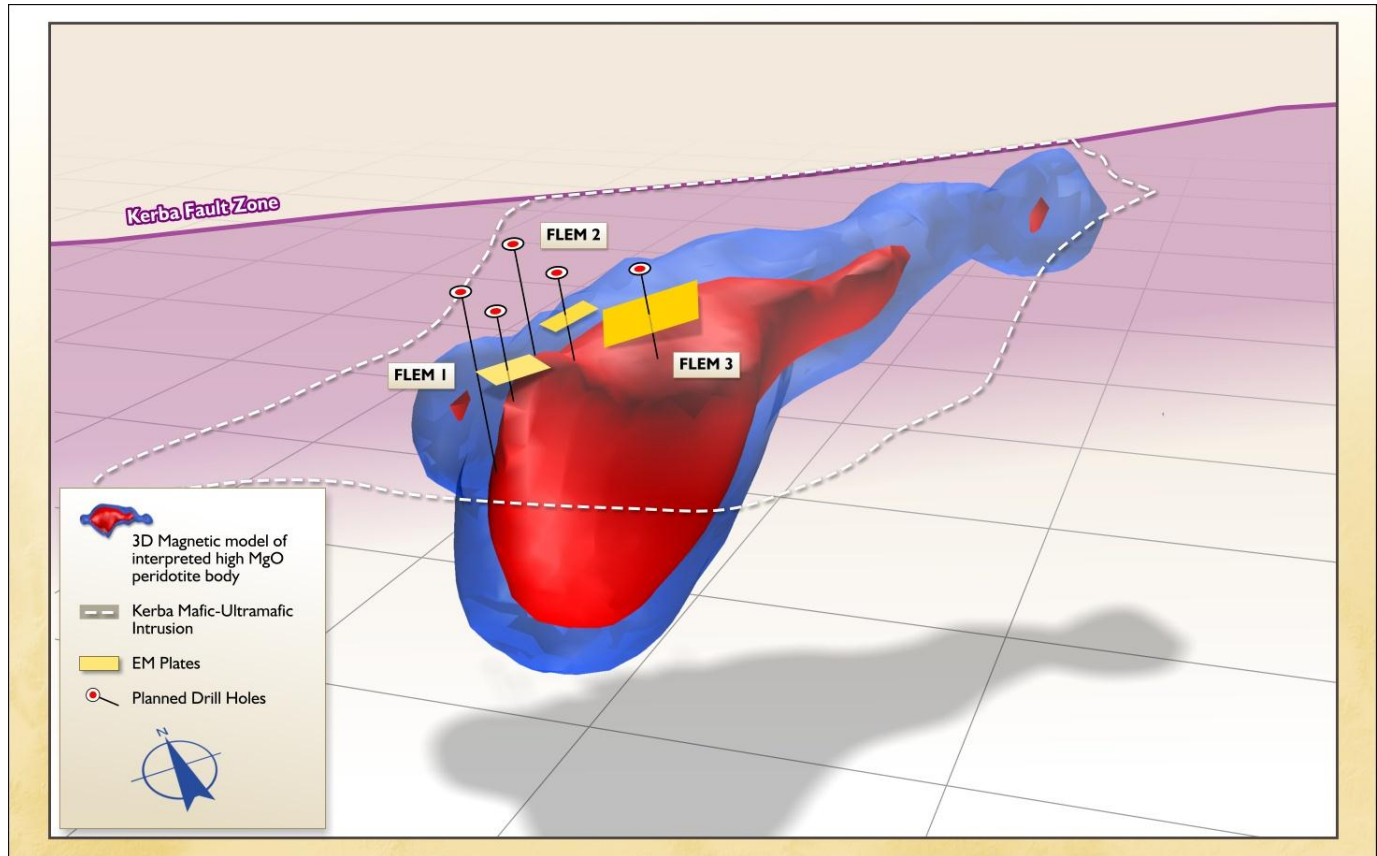 Kerba Fault Zone
FLEM 2
FLEM 1
FLEM 3
3D Magnetic model of
interpreted high MgO
peridotite body
Kerba Mafic-Ultramafic
Intrusion
EM Plates
Planned Drill Holes
N